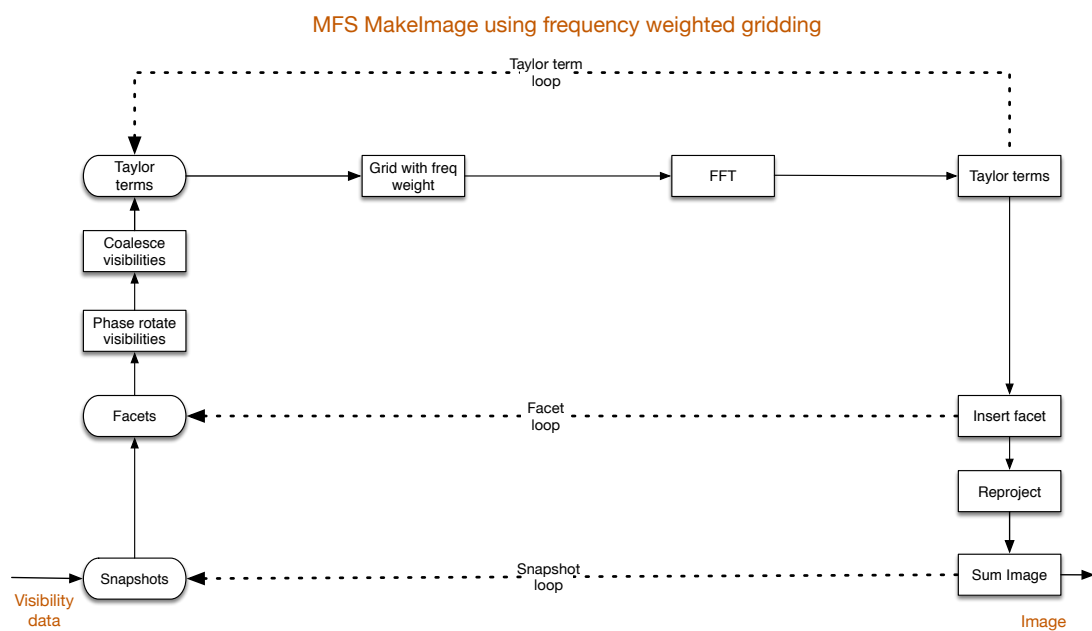 MFS MakeImage using frequency weighted gridding
Taylor term
loop
Taylor
terms
Grid with freq
weight
FFT
Taylor terms
Coalesce
visibilities
Phase rotate
visibilities
Facets
Facet
loop
Insert facet
Reproject
Snapshots
Snapshot
loop
Sum Image
Visibility
data
Image